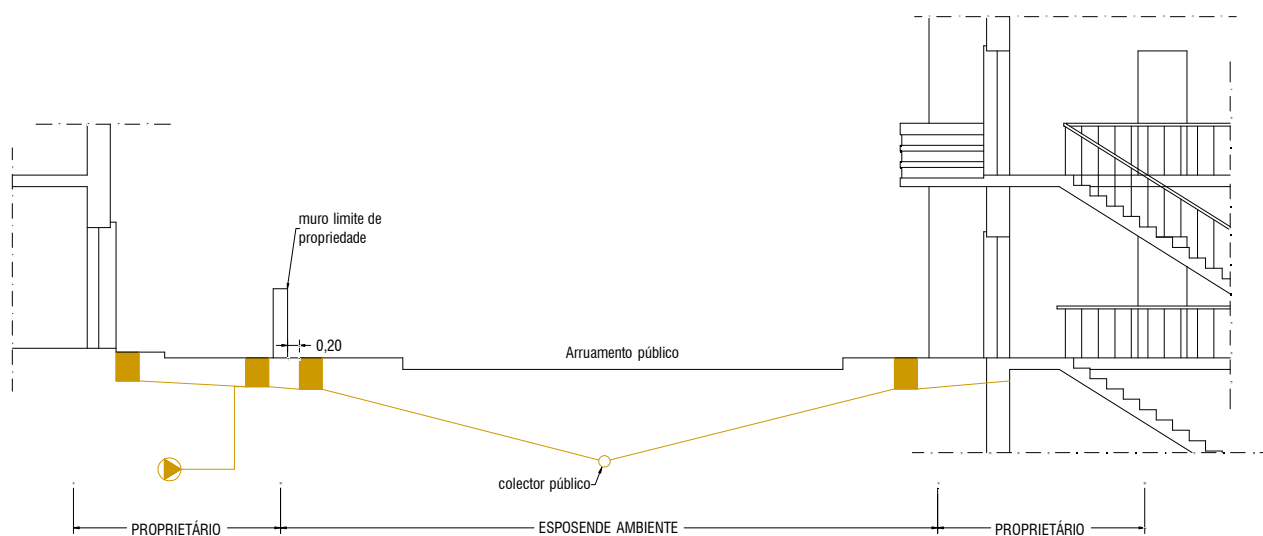 muro limite de
propriedade
0,20
Arruamento público
colector público
PROPRIETÁRIO
ESPOSENDE AMBIENTE
PROPRIETÁRIO